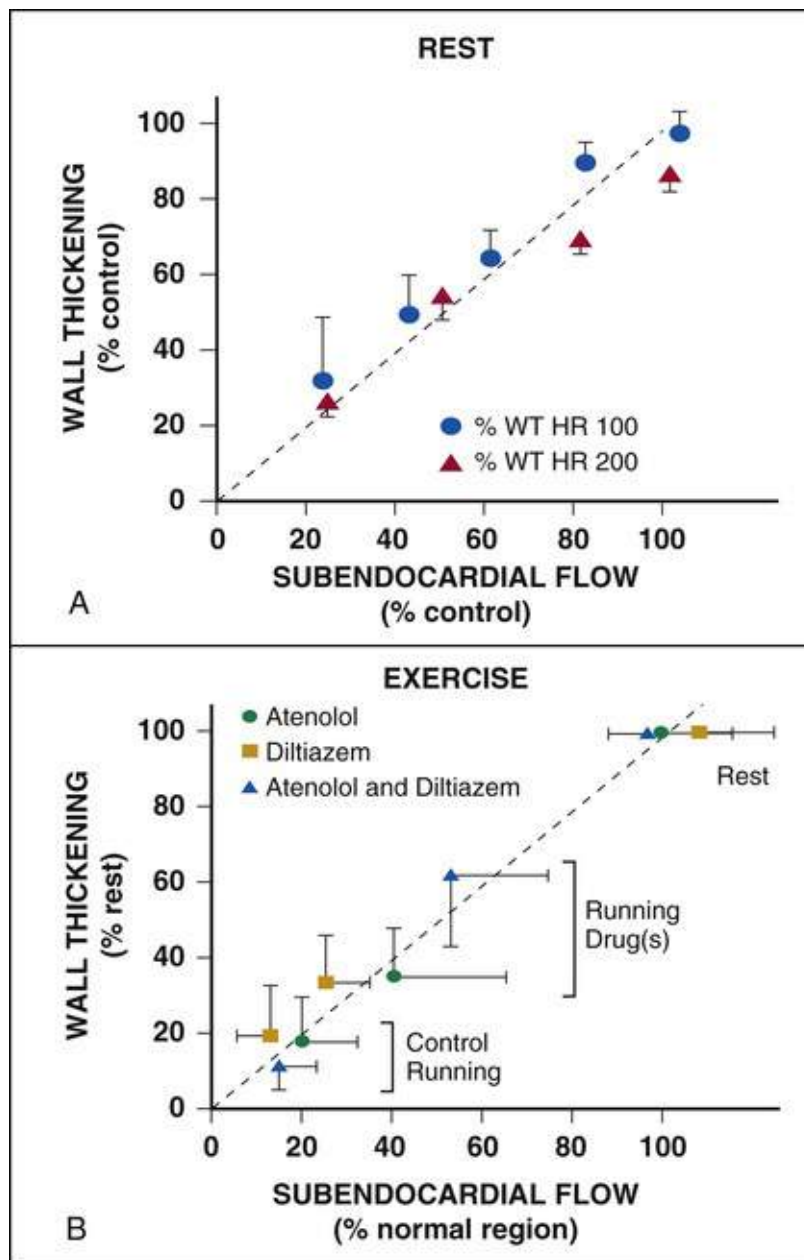 REST
WALL THICKENING
(% control)
100
80
60
40
20
0
% WT HR 100
% WT HR 200
20 40 60 80 100
SUBENDOCARDIAL FLOW
(% control)
A
EXERCISE
WALL THICKENING
(% rest)
100
80
60
40
20
0
Atenolol
Diltiazem
Atenolol and Diltiazem
Rest
Running
Drug(s)
Control
Running
0 20 40 60 80 100
SUBENDOCARDIAL FLOW
(% normal region)
B